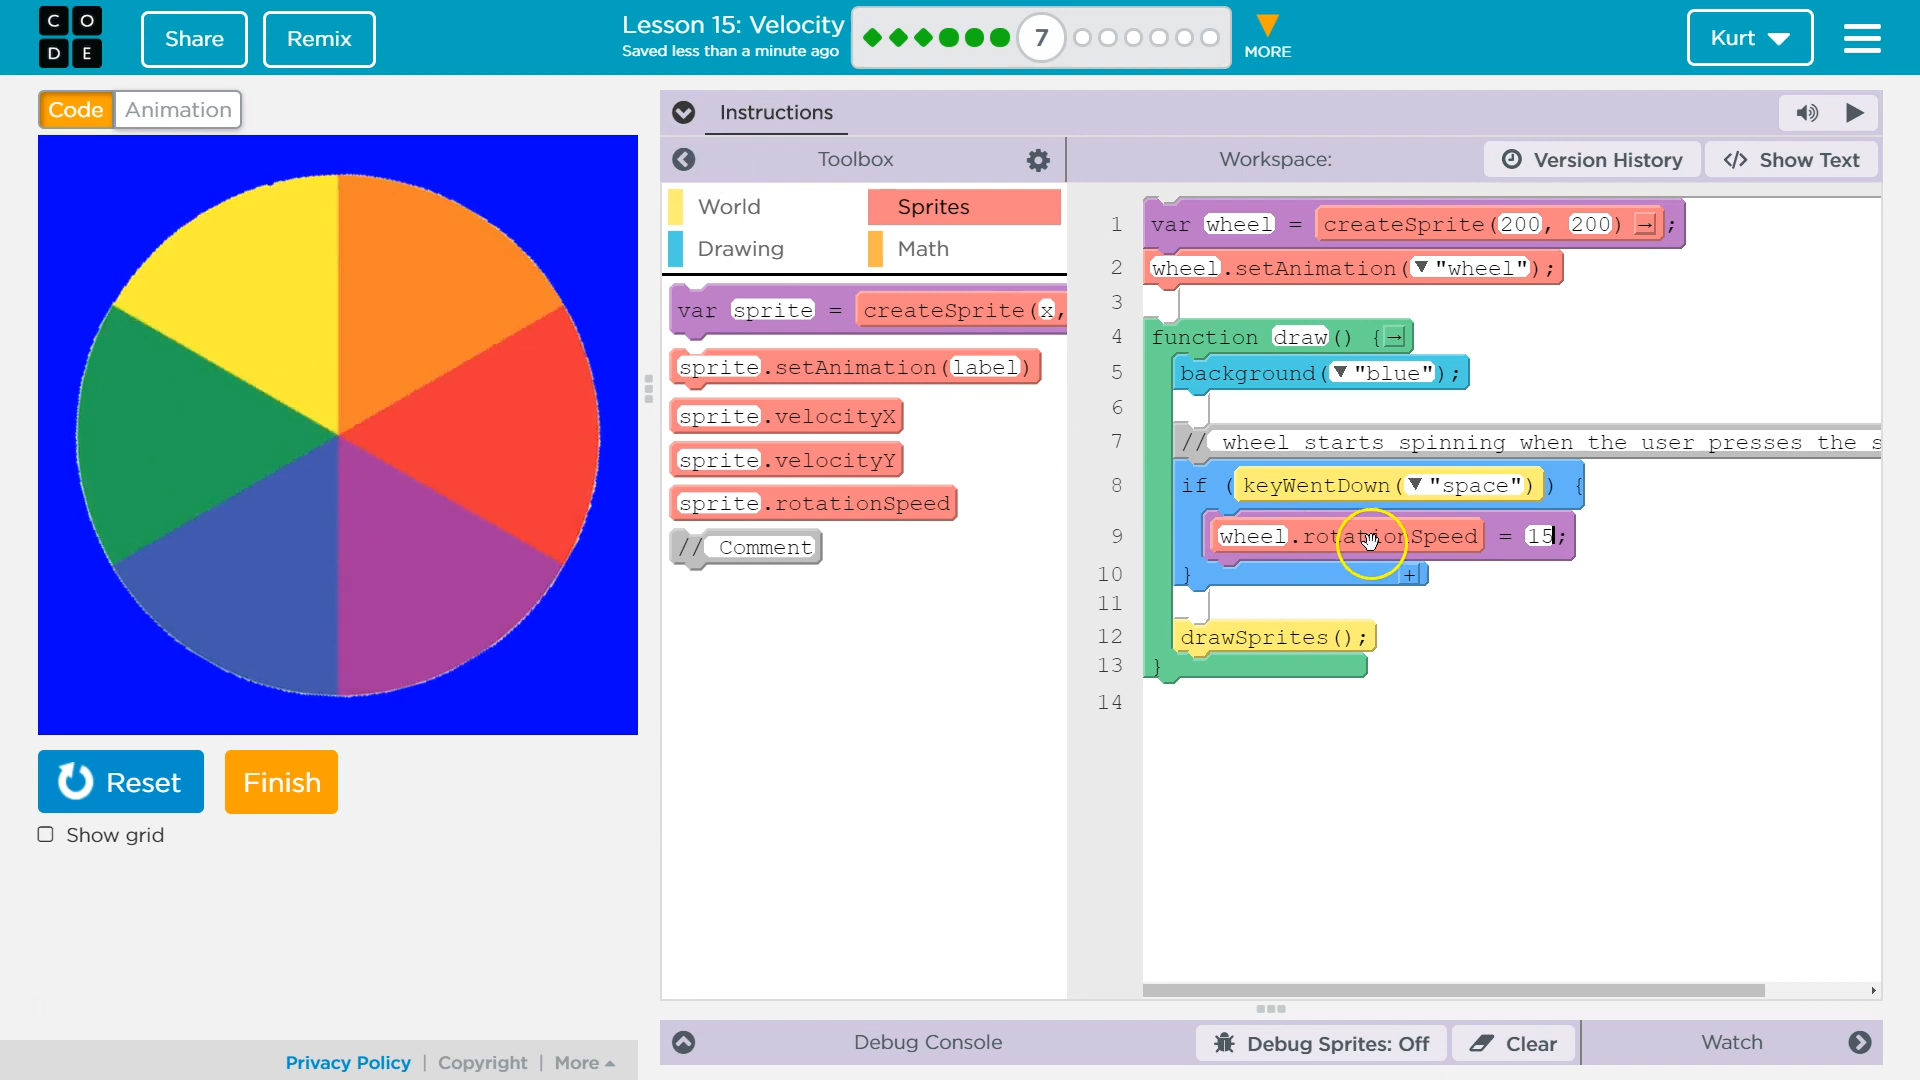 CODE
Share
Remix
Lesson 15: Velocity
Saved less than a minute ago
7
MORE
Kurt
Code
Animation
Instructions
Toolbox
Workspace:
Version History
</> Show Text
World
Sprites
Drawing
Math
var sprite = createSprite(x,
sprite.setAnimation(label)
sprite.velocityX
sprite.velocityY
sprite.rotationSpeed
// Comment
1 var wheel = createSprite(200, 200) → ;
2 wheel.setAnimation(▼"wheel");
3
4 function draw() {→
5 background(▼"blue");
6
7 // wheel starts spinning when the user presses the s
8 if (keyWentDown(▼"space")) {
9 wheel.rotationSpeed = 15;
10 } +
11
12 drawSprites();
13 }
14
Reset
Finish
Show grid
Privacy Policy | Copyright | More
Debug Console
Debug Sprites: Off
Clear
Watch